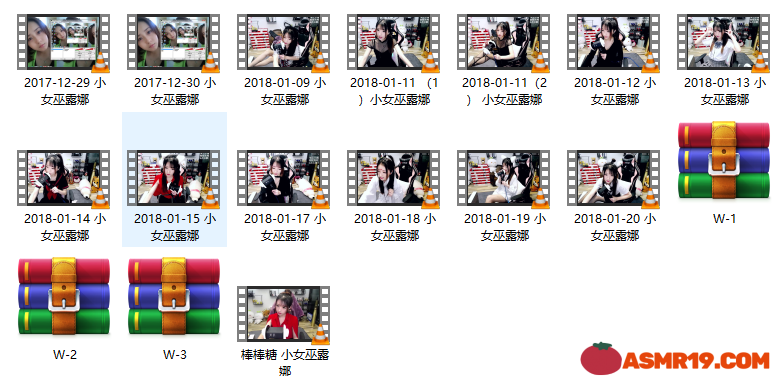 2017-12-29 小
女巫露娜
2017-12-30 小
女巫露娜
2018-01-09 小
女巫露娜
2018-01-11 （1
）小女巫露娜
2018-01-11（2
） 小女巫露娜
2018-01-12 小
女巫露娜
2018-01-13 小
女巫露娜
2018-01-14 小
女巫露娜
2018-01-15 小
女巫露娜
2018-01-17 小
女巫露娜
2018-01-18 小
女巫露娜
2018-01-19 小
女巫露娜
2018-01-20 小
女巫露娜
W-1
W-2
W-3
棒棒糖 小女巫露
娜
ASMR19.COM